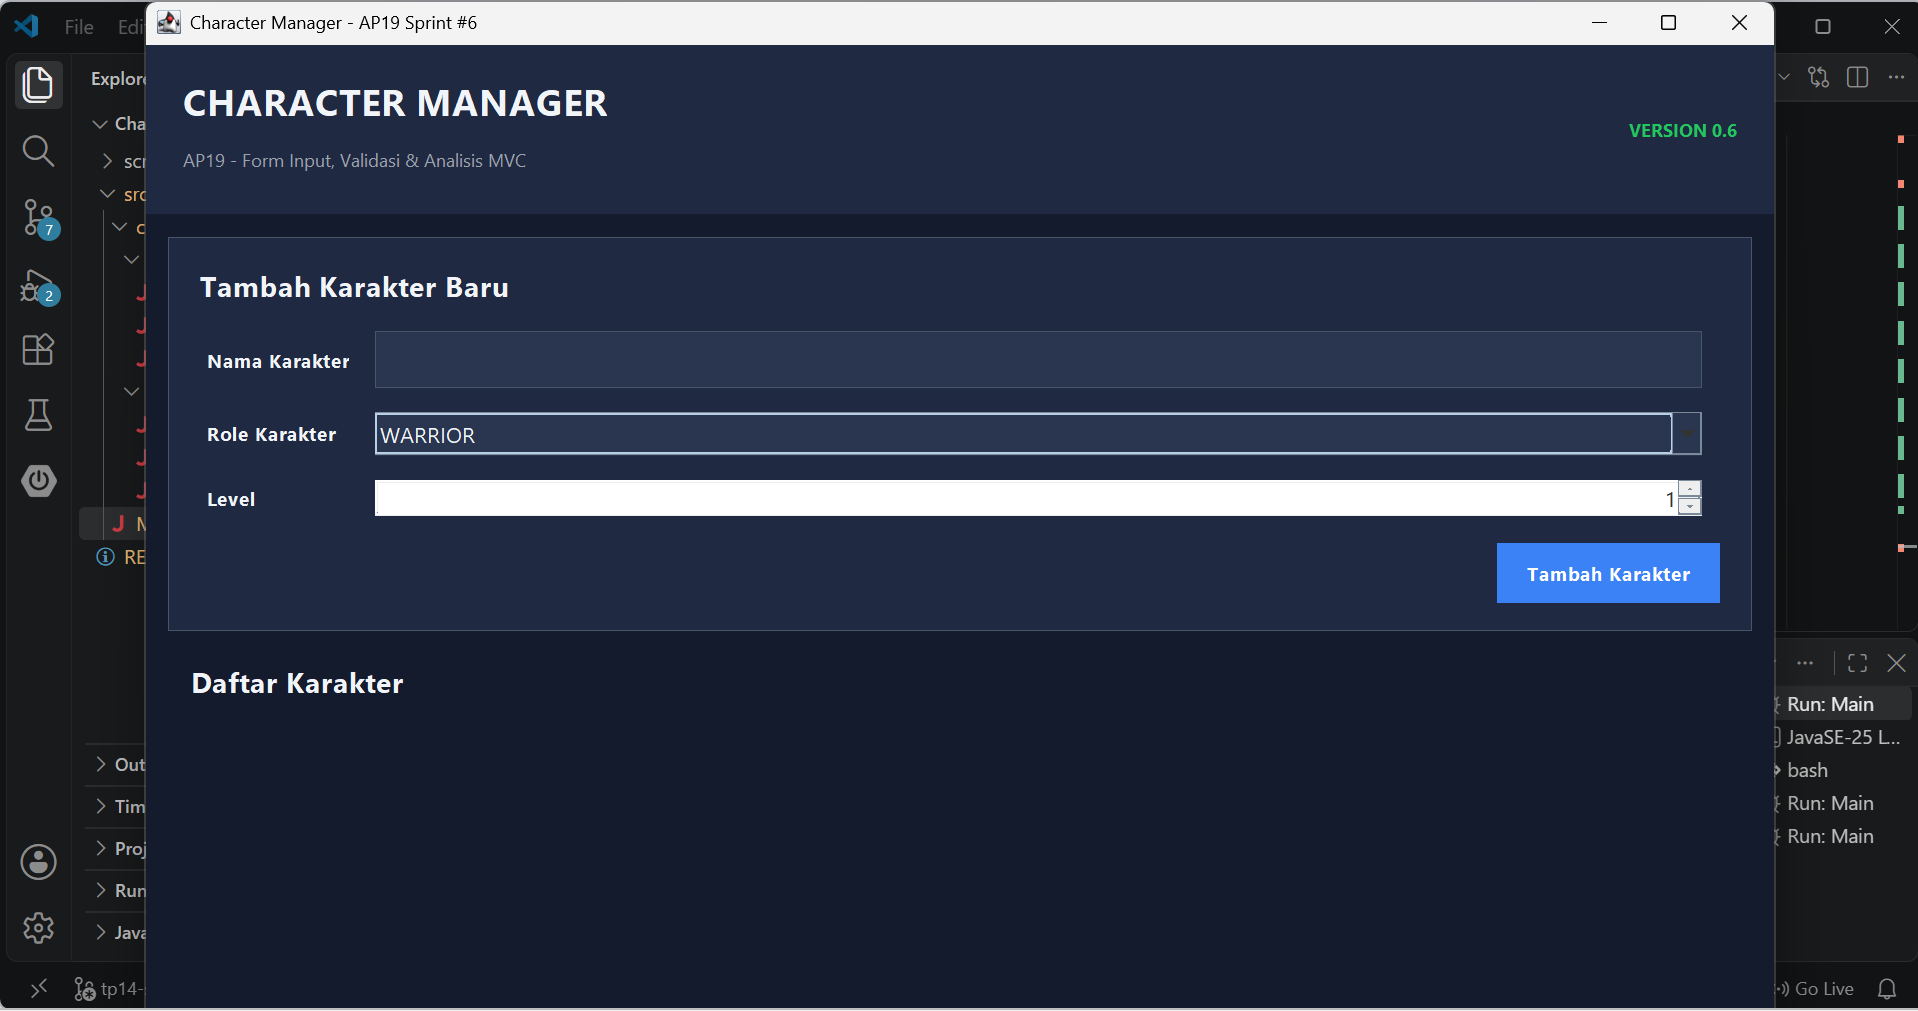 File Edi
Character Manager - AP19 Sprint #6
Explore
CHARACTER MANAGER
VERSION 0.6
AP19 - Form Input, Validasi & Analisis MVC
Cha
scr
src
c
7
2
Tambah Karakter Baru
Nama Karakter
Role Karakter
WARRIOR
Level
1
Tambah Karakter
J
J
J
J
J
J
J M
RE
Daftar Karakter
Run: Main
JavaSE-25 L...
bash
Run: Main
Run: Main
Out
Tim
Proj
Run
Java
tp14-
Go Live